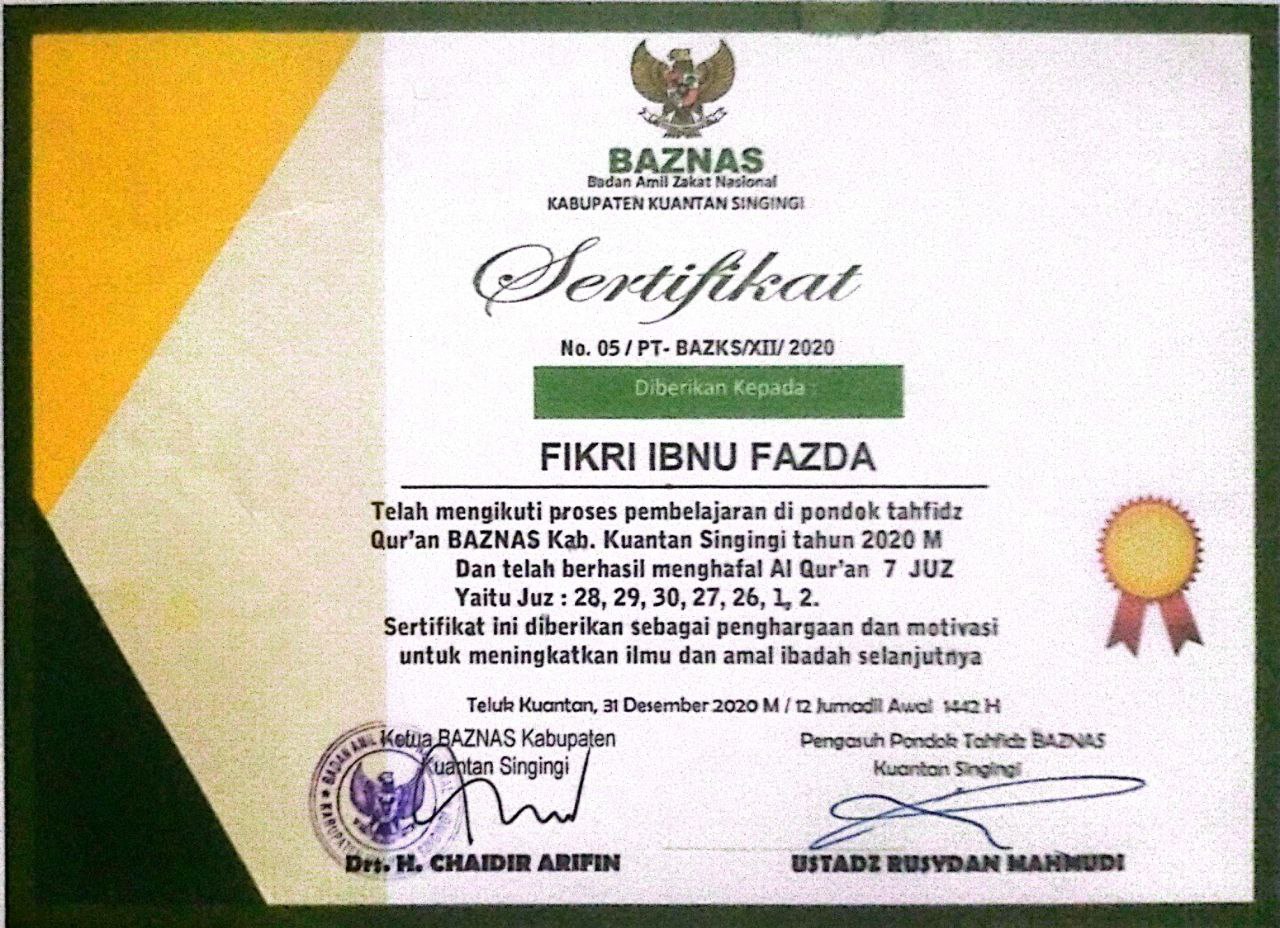 BAZNAS
Badan Amil Zakat Nasional
KABUPATEN KUANTAN SINGINGI
Sertifikat
No. 05 / PT- BAZKS/XII/ 2020
Diberikan Kepada :
FIKRI IBNU FAZDA
Telah mengikuti proses pembelajaran di pondok tahfidz
Qur'an BAZNAS Kab. Kuantan Singingi tahun 2020 M
Dan telah berhasil menghafal Al Qur'an 7 JUZ
Yaitu Juz : 28, 29, 30, 27, 26, 1, 2.
Sertifikat ini diberikan sebagai penghargaan dan motivasi
untuk meningkatkan ilmu dan amal ibadah selanjutnya
Teluk Kuantan, 31 Desember 2020 M / 12 Jumadil Awal 1442 H
Ketua BAZNAS Kabupaten
Kuantan Singingi
BADAN AMIL
KABUPATEN
SINGINGI
Drs. H. CHAIDIR ARIFIN
Pengasuh Pondok Tahfidz BAZNAS
Kuantan Singingi
USTADZ RUSYDAN MAHMUDI